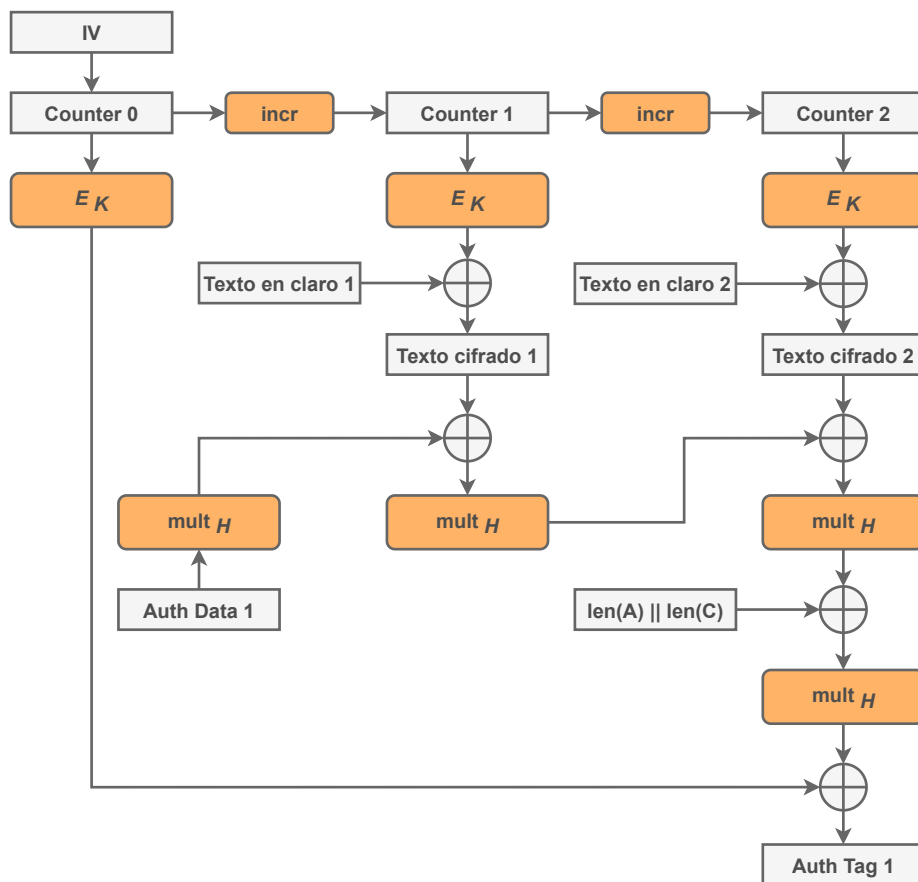 IV
Counter 0
incr
Counter 1
incr
Counter 2
E K
E K
E K
Texto en claro 1
Texto en claro 2
Texto cifrado 1
Texto cifrado 2
mult H
mult H
mult H
Auth Data 1
len(A) || len(C)
mult H
Auth Tag 1